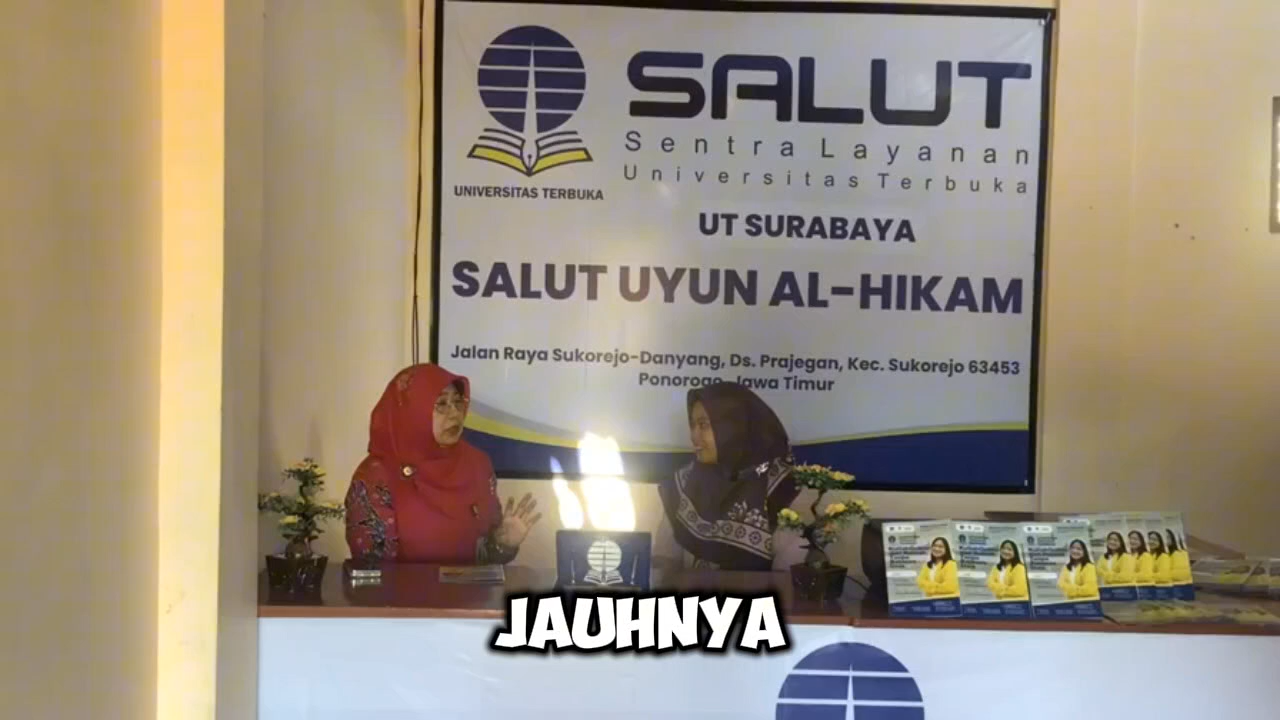 SALUT
Sentra Layanan
Universitas Terbuka
UNIVERSITAS TERBUKA
UT SURABAYA
SALUT UYUN AL-HIKAM
Jalan Raya Sukorejo-Danyang, Ds. Prajegan, Kec. Sukorejo 63453
Ponorogo, Jawa Timur
JAUHNYA